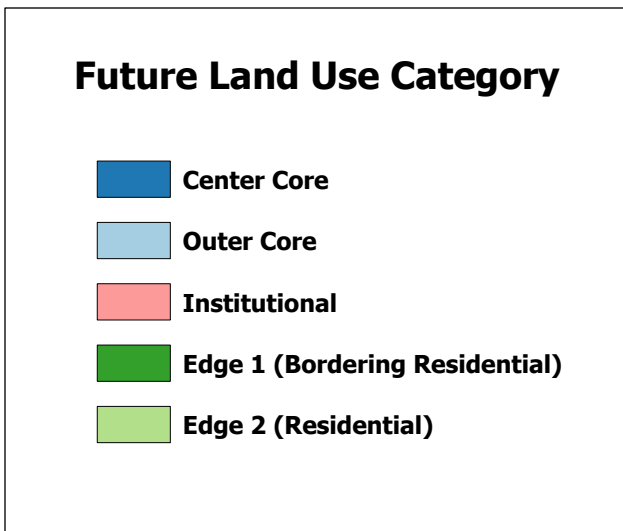 Future Land Use Category
Center Core
Outer Core
Institutional
Edge 1 (Bordering Residential)
Edge 2 (Residential)